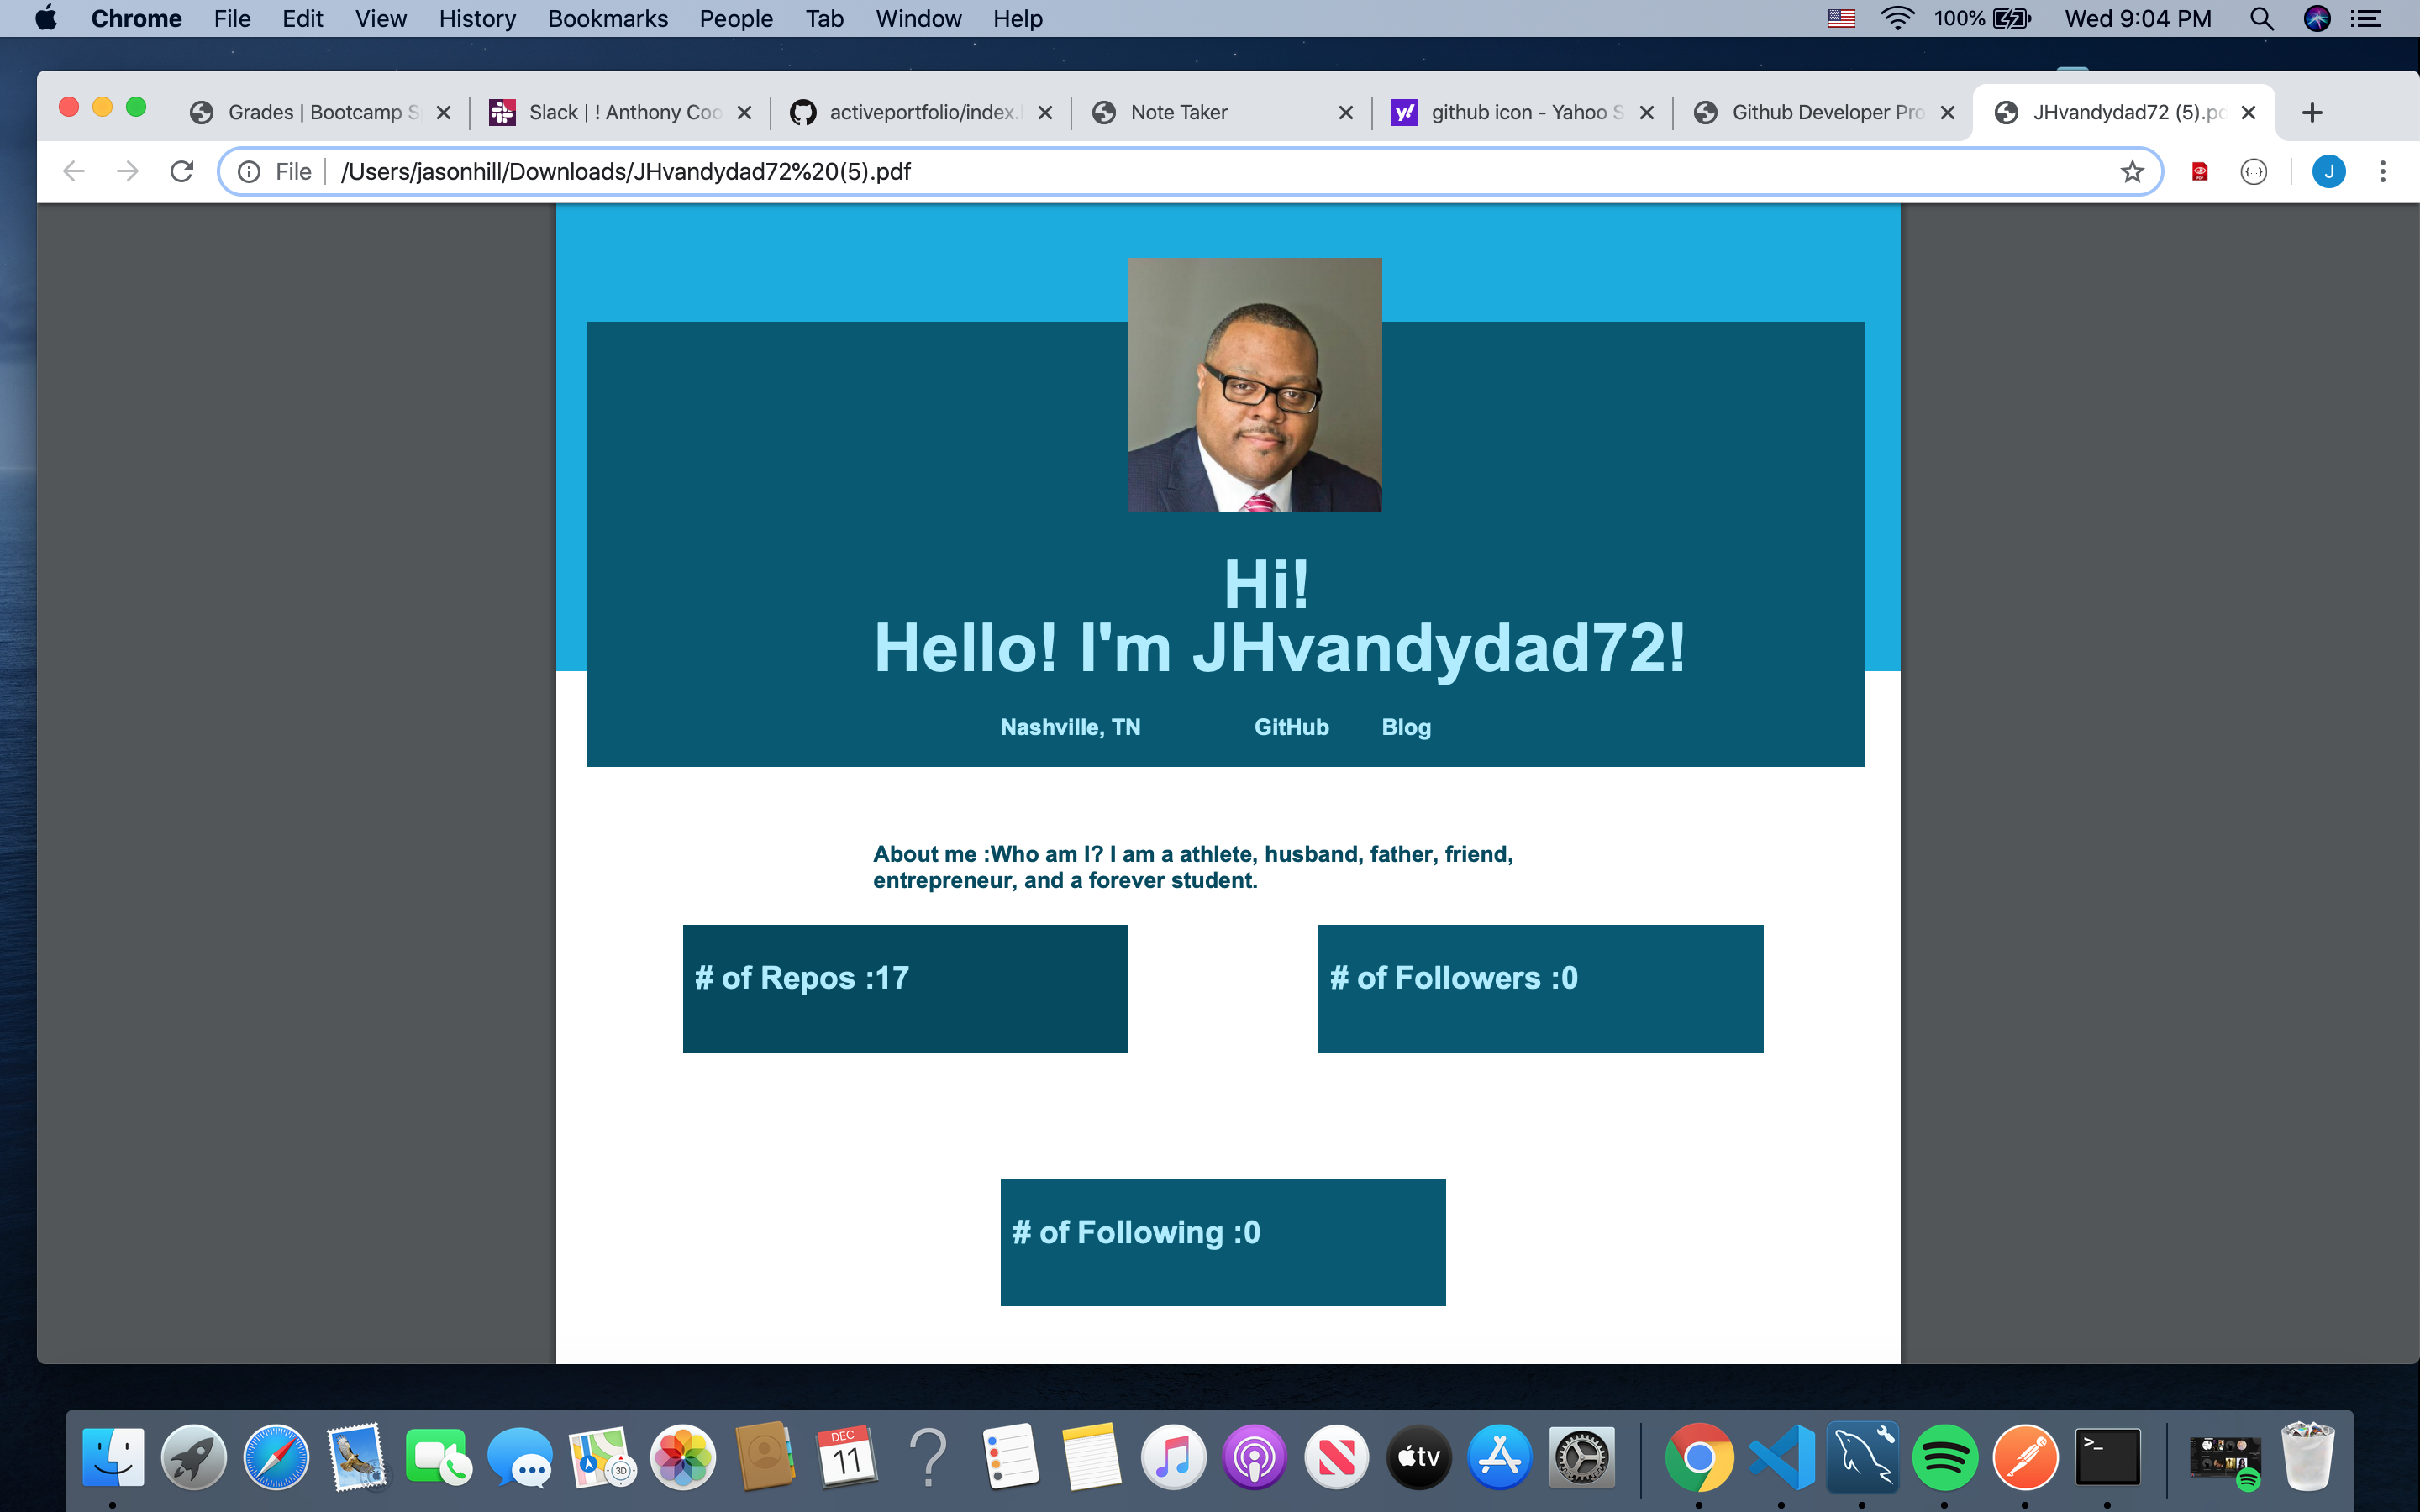 Chrome File Edit View History Bookmarks People Tab Window Help 100% Wed 9:04 PM
Grades | Bootcamp S Slack | ! Anthony Coo activeportfolio/index. Note Taker y! github icon - Yahoo S Github Developer Pro JHvandydad72 (5).pd
File /Users/jasonhill/Downloads/JHvandydad72%20(5).pdf J
Hi!
Hello! I'm JHvandydad72!
Nashville, TN GitHub Blog
About me :Who am I? I am a athlete, husband, father, friend,
entrepreneur, and a forever student.
# of Repos :17 # of Followers :0
# of Following :0
DEC
11
3D
tv
>_